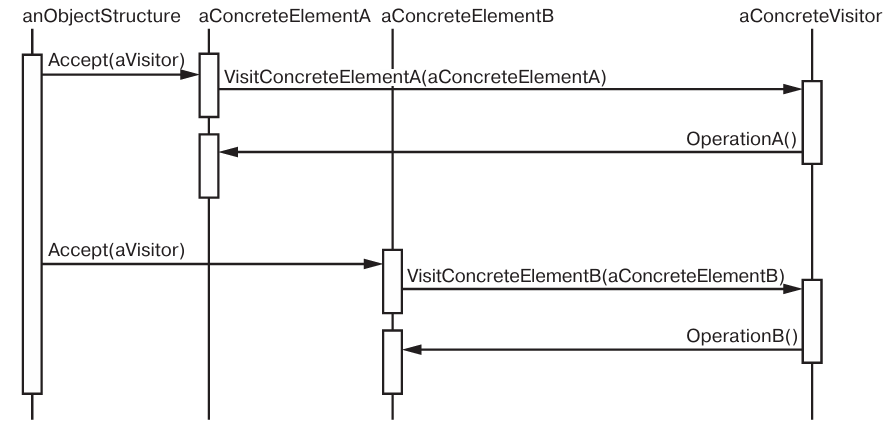 anObjectStructure aConcreteElementA aConcreteElementB aConcreteVisitor
Accept(aVisitor)
VisitConcreteElementA(aConcreteElementA)
OperationA()
Accept(aVisitor)
VisitConcreteElementB(aConcreteElementB)
OperationB()